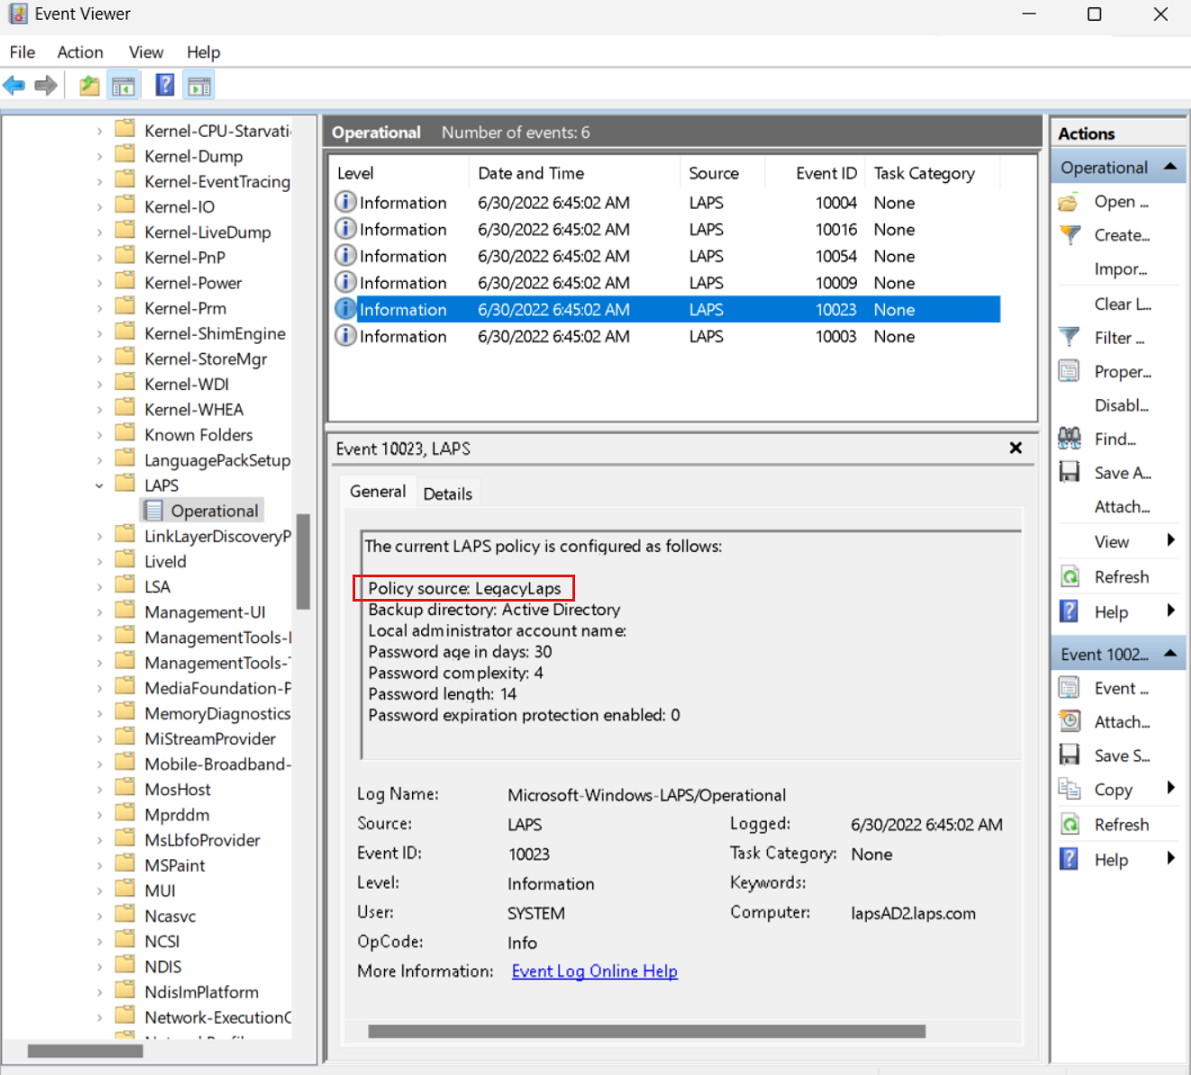 Event Viewer
File Action View Help
Kernel-CPU-Starvati
Kernel-Dump
Kernel-EventTracing
Kernel-IO
Kernel-LiveDump
Kernel-PnP
Kernel-Power
Kernel-Prm
Kernel-ShimEngine
Kernel-StoreMgr
Kernel-WDI
Kernel-WHEA
Known Folders
LanguagePackSetup
LAPS
Operational
LinkLayerDiscoveryP
LiveId
LSA
Management-UI
ManagementTools-
ManagementTools-
MediaFoundation-P
MemoryDiagnostics
MiStreamProvider
Mobile-Broadband-
MosHost
Mprddm
MsLbfoProvider
MSPaint
MUI
Ncasvc
NCSI
NDIS
NdisImPlatform
Network-ExecutionC
Operational Number of events: 6
Level Date and Time Source Event ID Task Category
Information 6/30/2022 6:45:02 AM LAPS 10004 None
Information 6/30/2022 6:45:02 AM LAPS 10016 None
Information 6/30/2022 6:45:02 AM LAPS 10054 None
Information 6/30/2022 6:45:02 AM LAPS 10009 None
Information 6/30/2022 6:45:02 AM LAPS 10023 None
Information 6/30/2022 6:45:02 AM LAPS 10003 None
Event 10023, LAPS
General Details
The current LAPS policy is configured as follows:
Policy source: LegacyLaps
Backup directory: Active Directory
Local administrator account name:
Password age in days: 30
Password complexity: 4
Password length: 14
Password expiration protection enabled: 0
Log Name: Microsoft-Windows-LAPS/Operational
Source: LAPS Logged: 6/30/2022 6:45:02 AM
Event ID: 10023 Task Category: None
Level: Information Keywords:
User: SYSTEM Computer: lapsAD2.laps.com
OpCode: Info
More Information: Event Log Online Help
Actions
Operational
Open ...
Create...
Impor...
Clear L...
Filter ...
Proper...
Disabl...
Find...
Save A...
Attach...
View
Refresh
Help
Event 1002...
Event ...
Attach...
Save S...
Copy
Refresh
Help